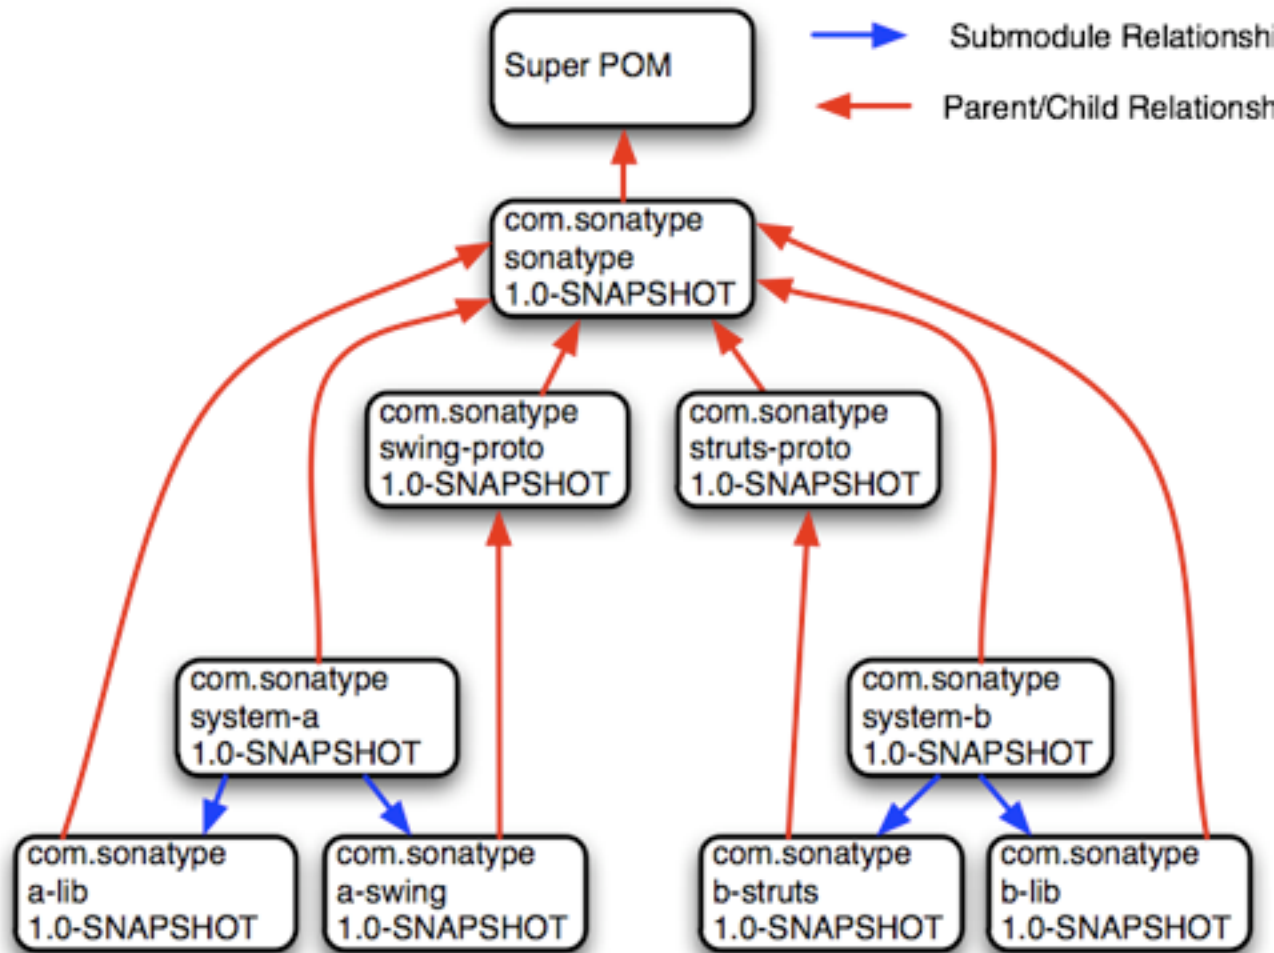 Super POM
Submodule Relationshi
Parent/Child Relationsh
com.sonatype
sonatype
1.0-SNAPSHOT
com.sonatype
swing-proto
1.0-SNAPSHOT
com.sonatype
struts-proto
1.0-SNAPSHOT
com.sonatype
system-a
1.0-SNAPSHOT
com.sonatype
system-b
1.0-SNAPSHOT
com.sonatype
a-lib
1.0-SNAPSHOT
com.sonatype
a-swing
1.0-SNAPSHOT
com.sonatype
b-struts
1.0-SNAPSHOT
com.sonatype
b-lib
1.0-SNAPSHOT